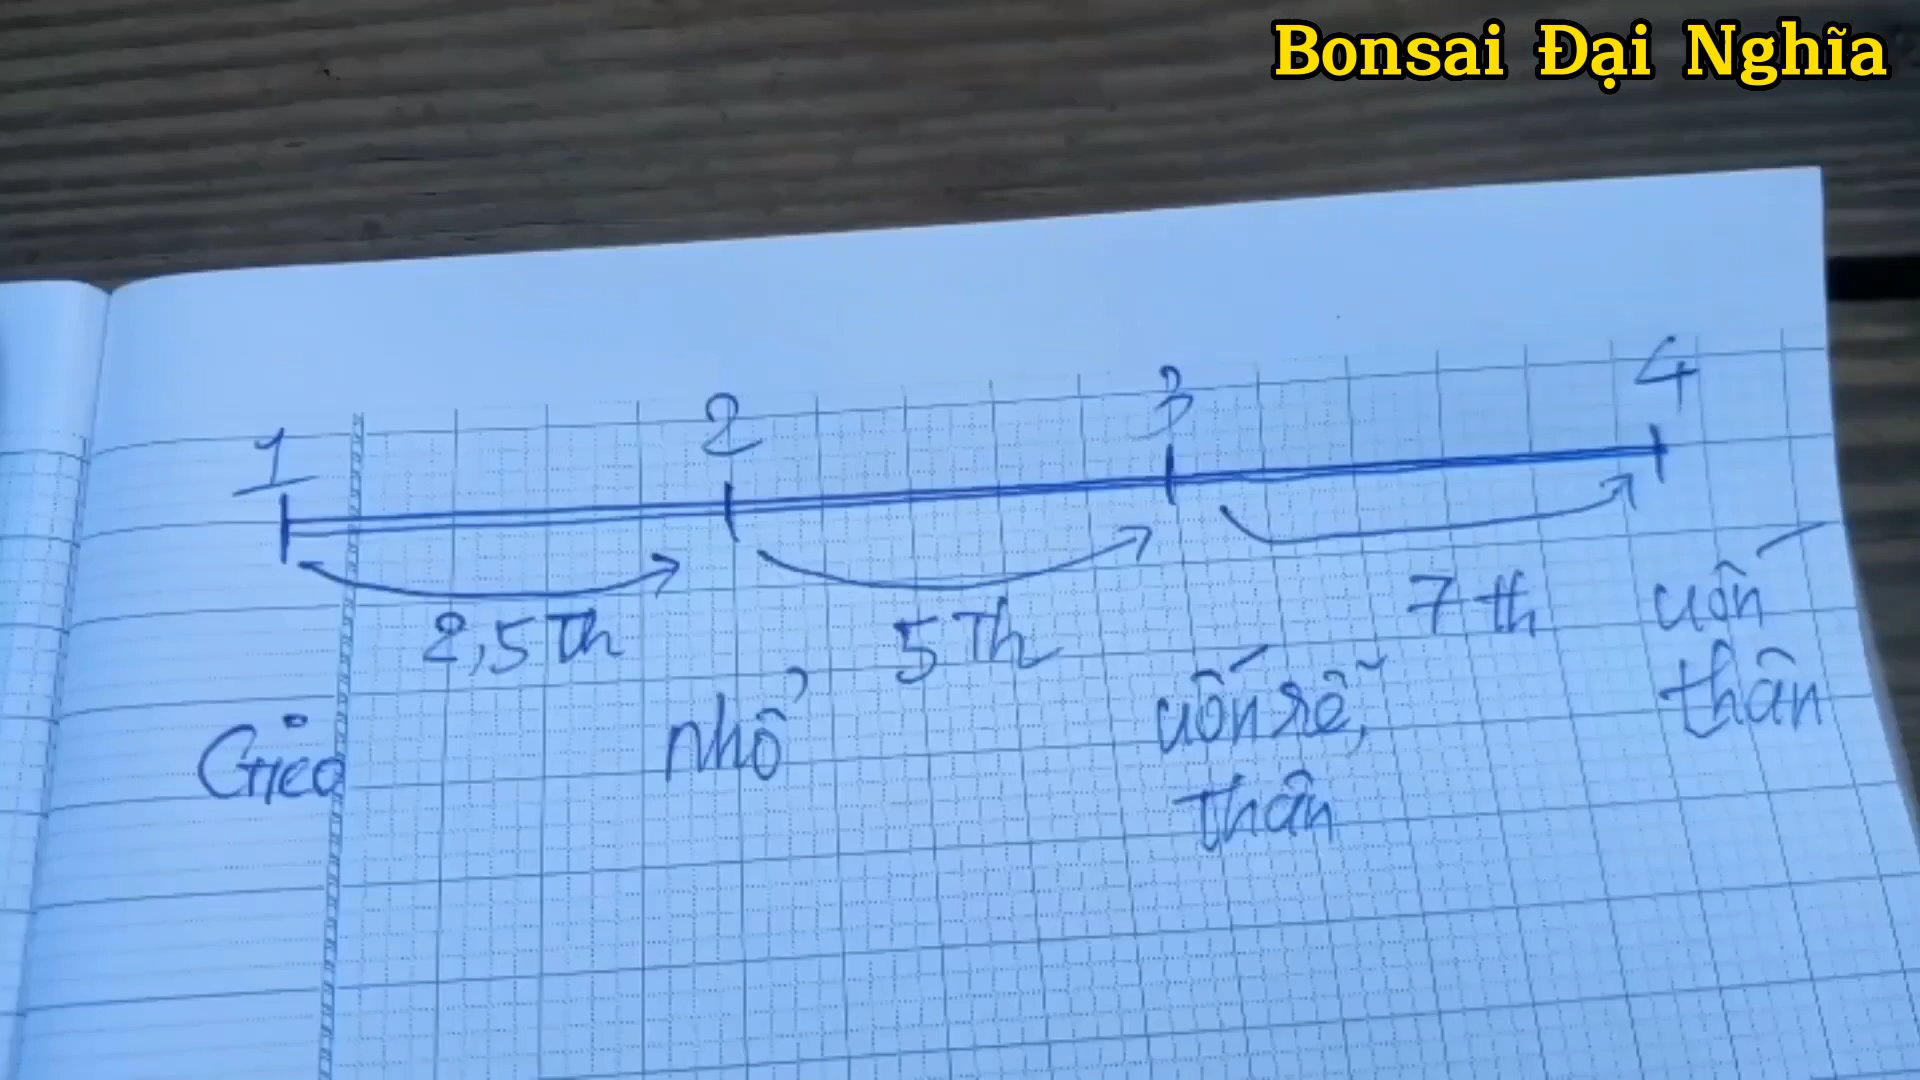 Bonsai Đại Nghĩa
1 2 3 4
2,5 Th 5 Th 7 th
Gieo nhổ uốn rễ, uốn
thân thân